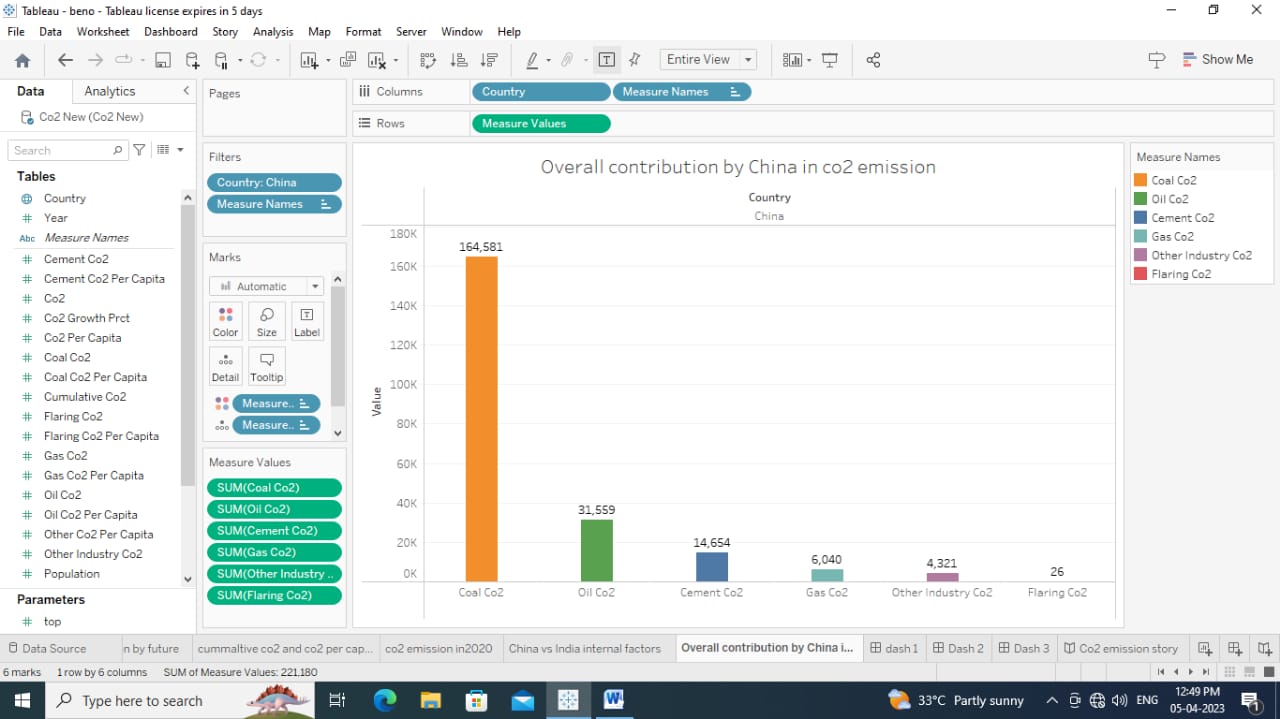 Tableau - beno - Tableau license expires in 5 days
File Data Worksheet Dashboard Story Analysis Map Format Server Window Help
Entire View
Show Me
Data Analytics
Co2 New (Co2 New)
Search
Tables
Country
Year
Abc Measure Names
Cement Co2
Cement Co2 Per Capita
Co2
Co2 Growth Prct
Co2 Per Capita
Coal Co2
Coal Co2 Per Capita
Cumulative Co2
Flaring Co2
Flaring Co2 Per Capita
Gas Co2
Gas Co2 Per Capita
Oil Co2
Oil Co2 Per Capita
Other Co2 Per Capita
Other Industry Co2
Population
Parameters
top
Pages
Filters
Country: China
Measure Names
Marks
Automatic
Color Size Label
Detail Tooltip
Measure..
Measure..
Measure Values
SUM(Coal Co2)
SUM(Oil Co2)
SUM(Cement Co2)
SUM(Gas Co2)
SUM(Other Industry ..
SUM(Flaring Co2)
Columns Country Measure Names
Rows Measure Values
Overall contribution by China in co2 emission
Country
China
Value
180K
160K
140K
120K
100K
80K
60K
40K
20K
0K
164,581
31,559
14,654
6,040
4,321
26
Coal Co2 Oil Co2 Cement Co2 Gas Co2 Other Industry Co2 Flaring Co2
Measure Names
Coal Co2
Oil Co2
Cement Co2
Gas Co2
Other Industry Co2
Flaring Co2
Data Source n by future cummaltive co2 and co2 per cap... co2 emission in2020 China vs India internal factors Overall contribution by China i... dash 1 Dash 2 Dash 3 Co2 emission story
6 marks 1 row by 6 columns SUM of Measure Values: 221,180
Type here to search
33°C Partly sunny
ENG
12:49 PM
05-04-2023
1